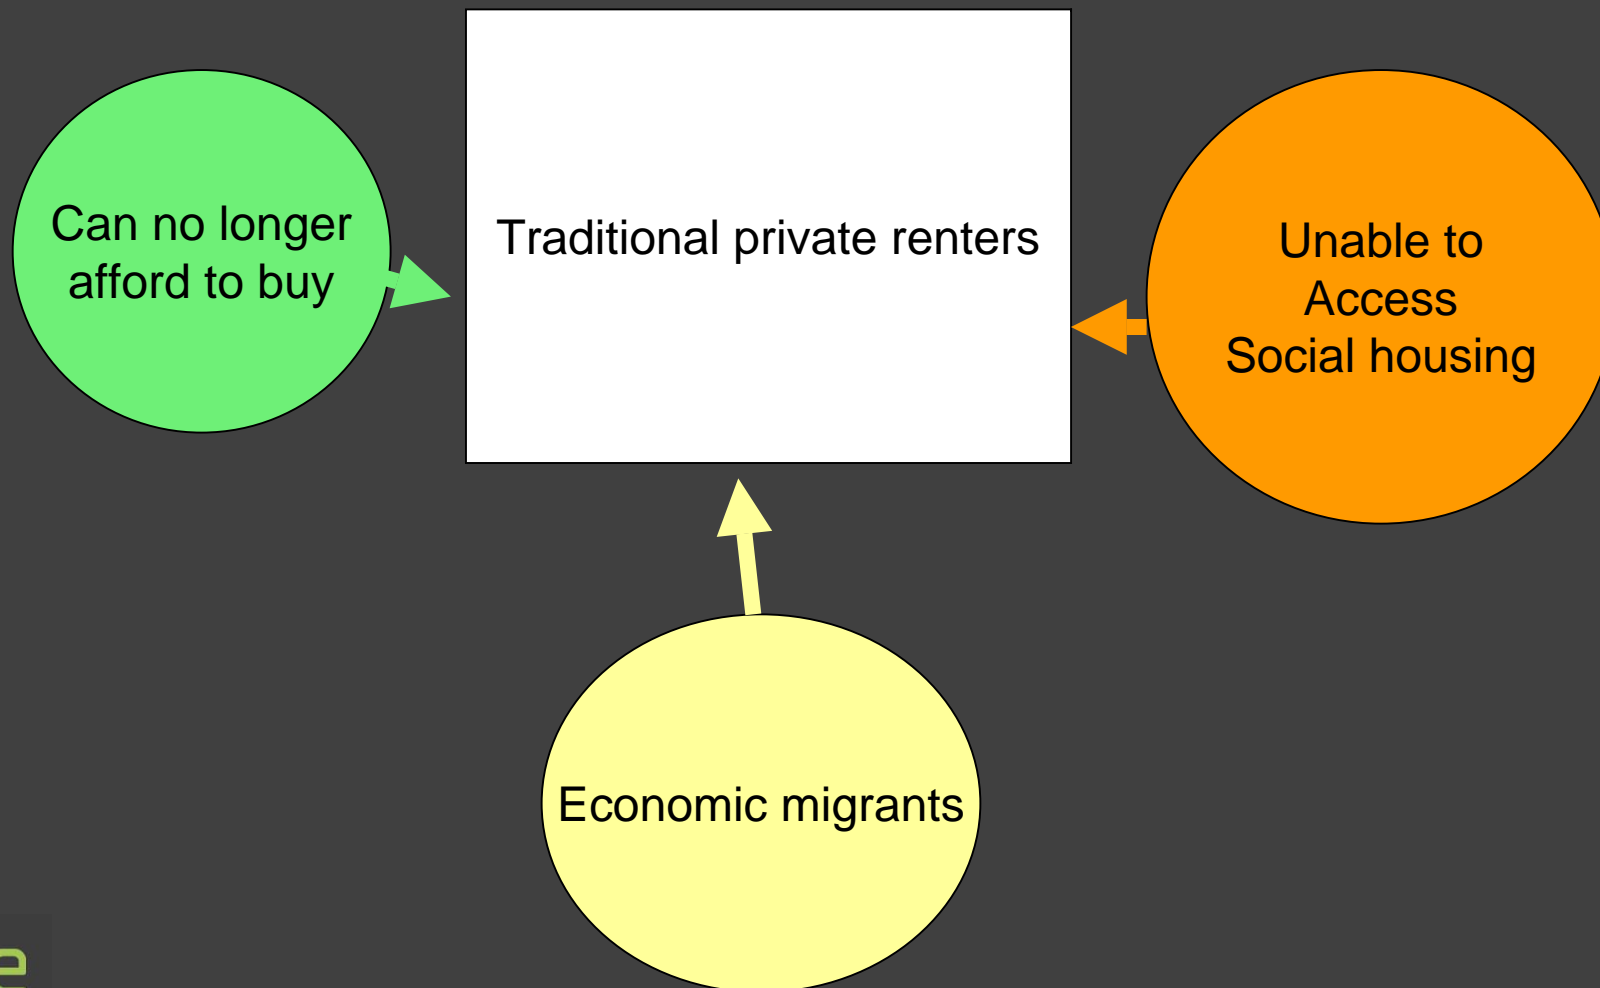 Can no longer
afford to buy
Traditional private renters
Unable to
Access
Social housing
Economic migrants